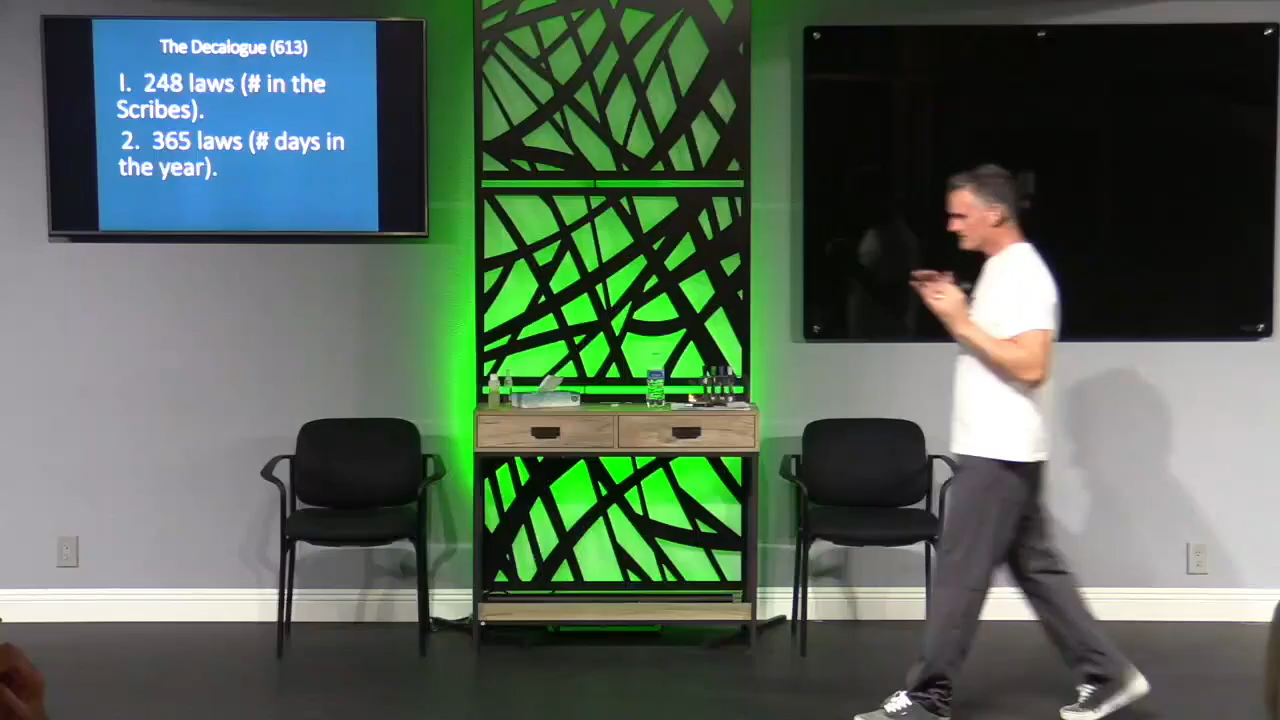 The Decalogue (613)
1. 248 laws (# in the
Scribes).
2. 365 laws (# days in
the year).